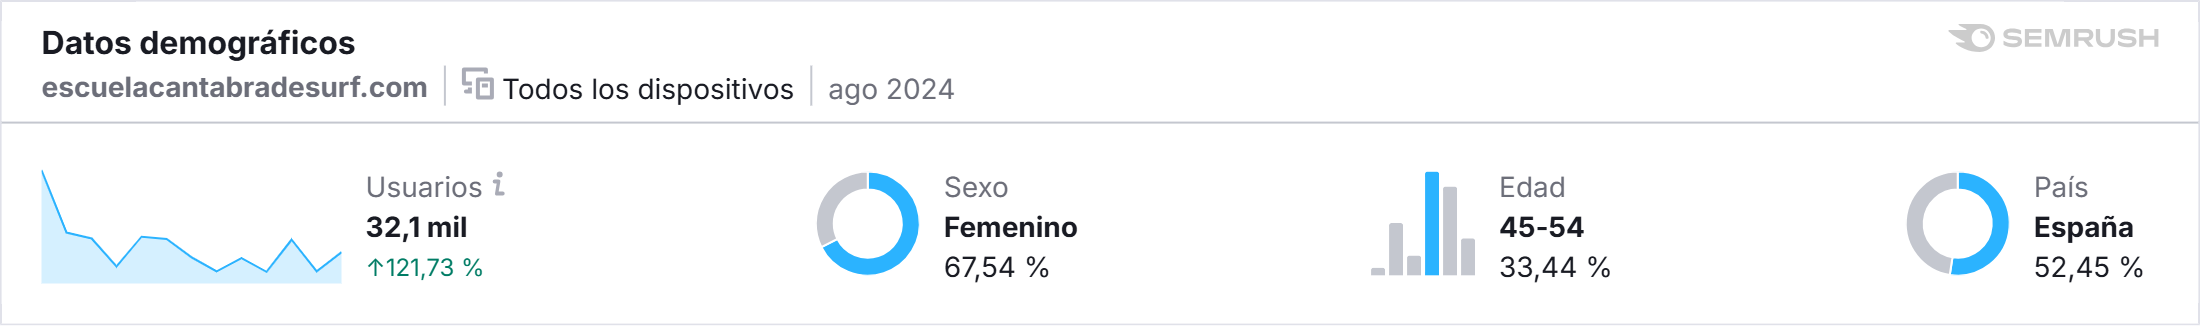 Datos demográficos
SEMRUSH
escuelacantabradesurf.com Todos los dispositivos ago 2024
Usuarios
32,1 mil
↑121,73 %
Sexo
Femenino
67,54 %
Edad
45-54
33,44 %
País
España
52,45 %